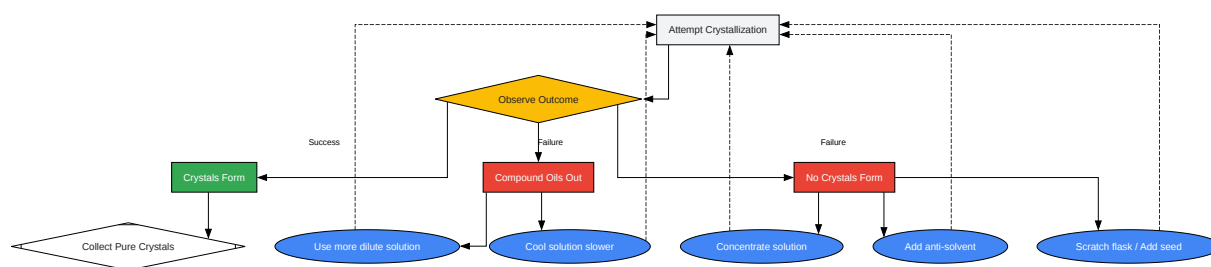 Attempt Crystallization
Observe Outcome
Success
Failure
Failure
Crystals Form
Compound Oils Out
No Crystals Form
Collect Pure Crystals
Use more dilute solution
Cool solution slower
Concentrate solution
Add anti-solvent
Scratch flask / Add seed